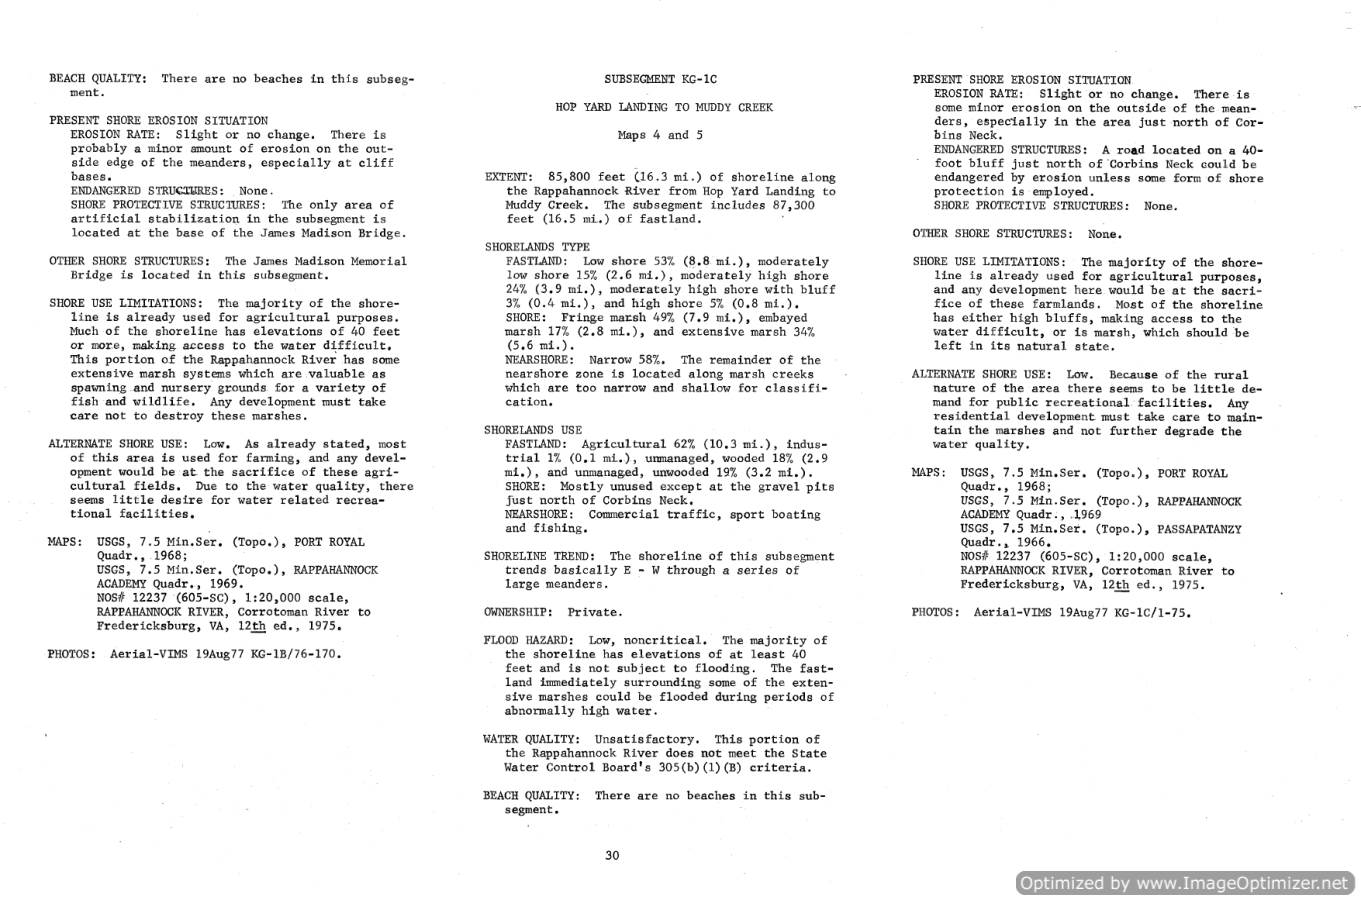 BEACH QUALITY: There are no beaches in this subseg-
ment.
PRESENT SHORE EROSION SITUATION
EROSION RATE: Slight or no change. There is
probably a minor amount of erosion on the out-
side edge of the meanders, especially at cliff
bases.
ENDANGERED STRUCTURES: None.
SHORE PROTECTIVE STRUCTURES: The only area of
artificial stabilization in the subsegment is
located at the base of the James Madison Bridge.
OTHER SHORE STRUCTURES: The James Madison Memorial
Bridge is located in this subsegment.
SHORE USE LIMITATIONS: The majority of the shore-
line is already used for agricultural purposes.
Much of the shoreline has elevations of 40 feet
or more, making access to the water difficult.
This portion of the Rappahannock River has some
extensive marsh systems which are valuable as
spawning and nursery grounds for a variety of
fish and wildlife. Any development must take
care not to destroy these marshes.
ALTERNATE SHORE USE: Low. As already stated, most
of this area is used for farming, and any devel-
opment would be at the sacrifice of these agri-
cultural fields. Due to the water quality, there
seems little desire for water related recrea-
tional facilities.
MAPS: USGS, 7.5 Min.Ser. (Topo.), PORT ROYAL
Quadr., 1968;
USGS, 7.5 Min.Ser. (Topo.), RAPPAHANNOCK
ACADEMY Quadr., 1969.
NOS# 12237 (605-SC), 1:20,000 scale,
RAPPAHANNOCK RIVER, Corrotoman River to
Fredericksburg, VA, 12th ed., 1975.
PHOTOS: Aerial-VIMS 19Aug77 KG-1B/76-170.
SUBSEGMENT KG-1C
HOP YARD LANDING TO MUDDY CREEK
Maps 4 and 5
EXTENT: 85,800 feet (16.3 mi.) of shoreline along
the Rappahannock River from Hop Yard Landing to
Muddy Creek. The subsegment includes 87,300
feet (16.5 mi.) of fastland.
SHORELANDS TYPE
FASTLAND: Low shore 53% (8.8 mi.), moderately
low shore 15% (2.6 mi.), moderately high shore
24% (3.9 mi.), moderately high shore with bluff
3% (0.4 mi.), and high shore 5% (0.8 mi.).
SHORE: Fringe marsh 49% (7.9 mi.), embayed
marsh 17% (2.8 mi.), and extensive marsh 34%
(5.6 mi.).
NEARSHORE: Narrow 58%. The remainder of the
nearshore zone is located along marsh creeks
which are too narrow and shallow for classifi-
cation.
SHORELANDS USE
FASTLAND: Agricultural 62% (10.3 mi.), indus-
trial 1% (0.1 mi.), unmanaged, wooded 18% (2.9
mi.), and unmanaged, unwooded 19% (3.2 mi.).
SHORE: Mostly unused except at the gravel pits
just north of Corbins Neck.
NEARSHORE: Commercial traffic, sport boating
and fishing.
SHORELINE TREND: The shoreline of this subsegment
trends basically E - W through a series of
large meanders.
OWNERSHIP: Private.
FLOOD HAZARD: Low, noncritical. The majority of
the shoreline has elevations of at least 40
feet and is not subject to flooding. The fast-
land immediately surrounding some of the exten-
sive marshes could be flooded during periods of
abnormally high water.
WATER QUALITY: Unsatisfactory. This portion of
the Rappahannock River does not meet the State
Water Control Board's 305(b)(1)(B) criteria.
BEACH QUALITY: There are no beaches in this sub-
segment.
PRESENT SHORE EROSION SITUATION
EROSION RATE: Slight or no change. There is
some minor erosion on the outside of the mean-
ders, especially in the area just north of Cor-
bins Neck.
ENDANGERED STRUCTURES: A road located on a 40-
foot bluff just north of Corbins Neck could be
endangered by erosion unless some form of shore
protection is employed.
SHORE PROTECTIVE STRUCTURES: None.
OTHER SHORE STRUCTURES: None.
SHORE USE LIMITATIONS: The majority of the shore-
line is already used for agricultural purposes,
and any development here would be at the sacri-
fice of these farmlands. Most of the shoreline
has either high bluffs, making access to the
water difficult, or is marsh, which should be
left in its natural state.
ALTERNATE SHORE USE: Low. Because of the rural
nature of the area there seems to be little de-
mand for public recreational facilities. Any
residential development must take care to main-
tain the marshes and not further degrade the
water quality.
MAPS: USGS, 7.5 Min.Ser. (Topo.), PORT ROYAL
Quadr., 1968;
USGS, 7.5 Min.Ser. (Topo.), RAPPAHANNOCK
ACADEMY Quadr., 1969
USGS, 7.5 Min.Ser. (Topo.), PASSAPATANZY
Quadr., 1966.
NOS# 12237 (605-SC), 1:20,000 scale,
RAPPAHANNOCK RIVER, Corrotoman River to
Fredericksburg, VA, 12th ed., 1975.
PHOTOS: Aerial-VIMS 19Aug77 KG-1C/1-75.
30
Optimized by www.ImageOptimizer.net